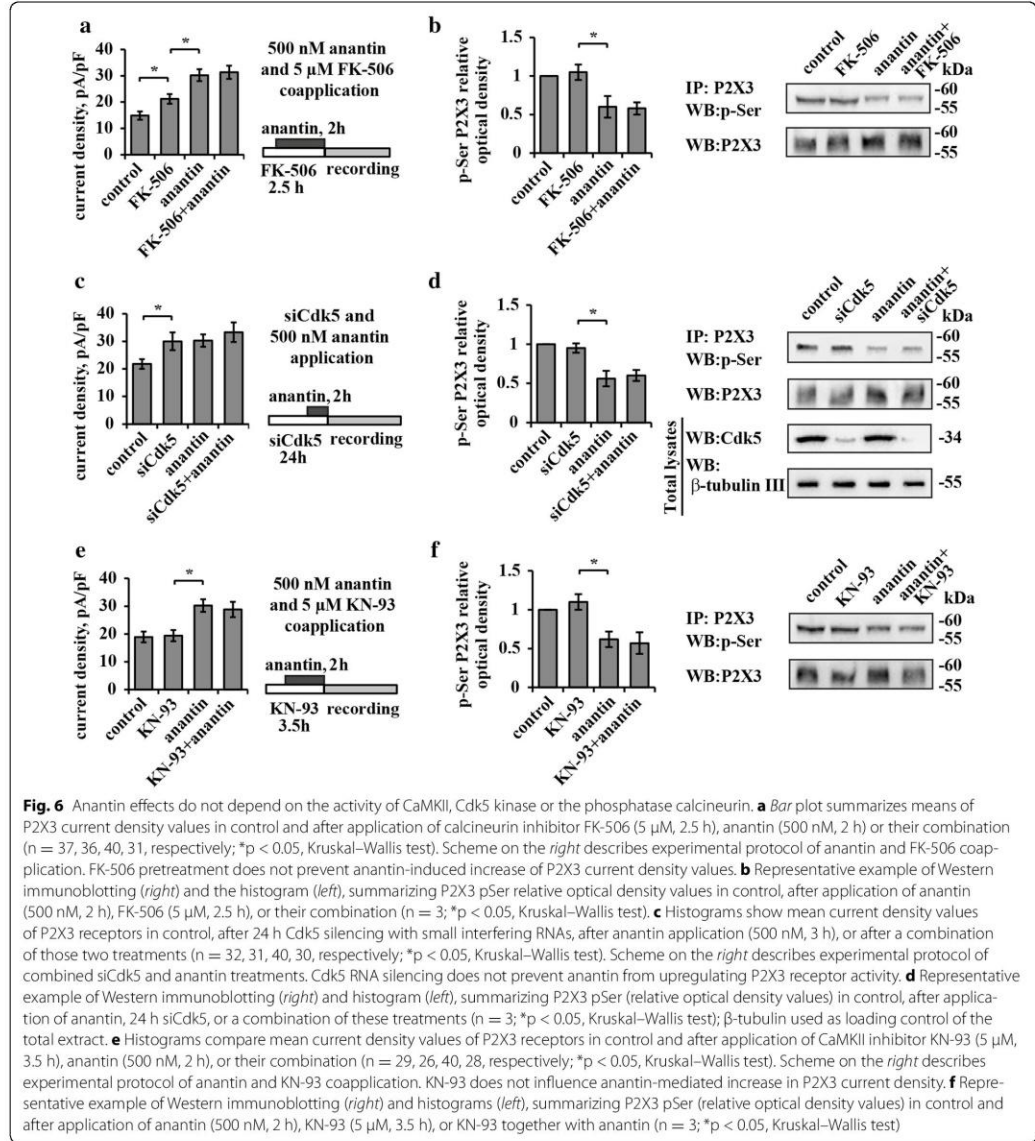 a
current density, pA/pF
40
30
20
10
0
*
*
control
FK-506
anantin
FK-506+anantin
500 nM anantin
and 5 µM FK-506
coapplication
anantin, 2h
FK-506 recording
2.5 h
b
p-Ser P2X3 relative
optical density
1.5
1
0.5
0
*
control
FK-506
anantin
FK-506+anantin
control
FK-506
anantin
anantin+
FK-506
kDa
IP: P2X3
WB:p-Ser
-60
-55
WB:P2X3
-60
-55
c
current density, pA/pF
40
30
20
10
0
*
control
siCdk5
anantin
siCdk5+anantin
siCdk5 and
500 nM anantin
application
anantin, 2h
siCdk5 recording
24h
d
p-Ser P2X3 relative
optical density
1.5
1
0.5
0
*
control
siCdk5
anantin
siCdk5+anantin
control
siCdk5
anantin
anantin+
siCdk5
kDa
IP: P2X3
WB:p-Ser
-60
-55
WB:P2X3
-60
-55
Total lysates
WB:Cdk5
-34
WB:
β-tubulin III
-55
e
current density, pA/pF
40
30
20
10
0
*
control
KN-93
anantin
KN-93+anantin
500 nM anantin
and 5 µM KN-93
coapplication
anantin, 2h
KN-93 recording
3.5h
f
p-Ser P2X3 relative
optical density
1.5
1
0.5
0
*
control
KN-93
anantin
KN-93+anantin
control
KN-93
anantin
anantin+
KN-93
kDa
IP: P2X3
WB:p-Ser
-60
-55
WB:P2X3
-60
-55
Fig. 6 Anantin effects do not depend on the activity of CaMKII, Cdk5 kinase or the phosphatase calcineurin. a Bar plot summarizes means of
P2X3 current density values in control and after application of calcineurin inhibitor FK-506 (5 µM, 2.5 h), anantin (500 nM, 2 h) or their combination
(n = 37, 36, 40, 31, respectively; *p < 0.05, Kruskal–Wallis test). Scheme on the right describes experimental protocol of anantin and FK-506 coap-
plication. FK-506 pretreatment does not prevent anantin-induced increase of P2X3 current density values. b Representative example of Western
immunoblotting (right) and the histogram (left), summarizing P2X3 pSer relative optical density values in control, after application of anantin
(500 nM, 2 h), FK-506 (5 µM, 2.5 h), or their combination (n = 3; *p < 0.05, Kruskal–Wallis test). c Histograms show mean current density values
of P2X3 receptors in control, after 24 h Cdk5 silencing with small interfering RNAs, after anantin application (500 nM, 3 h), or after a combination
of those two treatments (n = 32, 31, 40, 30, respectively; *p < 0.05, Kruskal–Wallis test). Scheme on the right describes experimental protocol of
combined siCdk5 and anantin treatments. Cdk5 RNA silencing does not prevent anantin from upregulating P2X3 receptor activity. d Representative
example of Western immunoblotting (right) and histogram (left), summarizing P2X3 pSer (relative optical density values) in control, after applica-
tion of anantin, 24 h siCdk5, or a combination of these treatments (n = 3; *p < 0.05, Kruskal–Wallis test); β-tubulin used as loading control of the
total extract. e Histograms compare mean current density values of P2X3 receptors in control and after application of CaMKII inhibitor KN-93 (5 µM,
3.5 h), anantin (500 nM, 2 h), or their combination (n = 29, 26, 40, 28, respectively; *p < 0.05, Kruskal–Wallis test). Scheme on the right describes
experimental protocol of anantin and KN-93 coapplication. KN-93 does not influence anantin-mediated increase in P2X3 current density. f Repre-
sentative example of Western immunoblotting (right) and histograms (left), summarizing P2X3 pSer (relative optical density values) in control and
after application of anantin (500 nM, 2 h), KN-93 (5 µM, 3.5 h), or KN-93 together with anantin (n = 3; *p < 0.05, Kruskal–Wallis test)